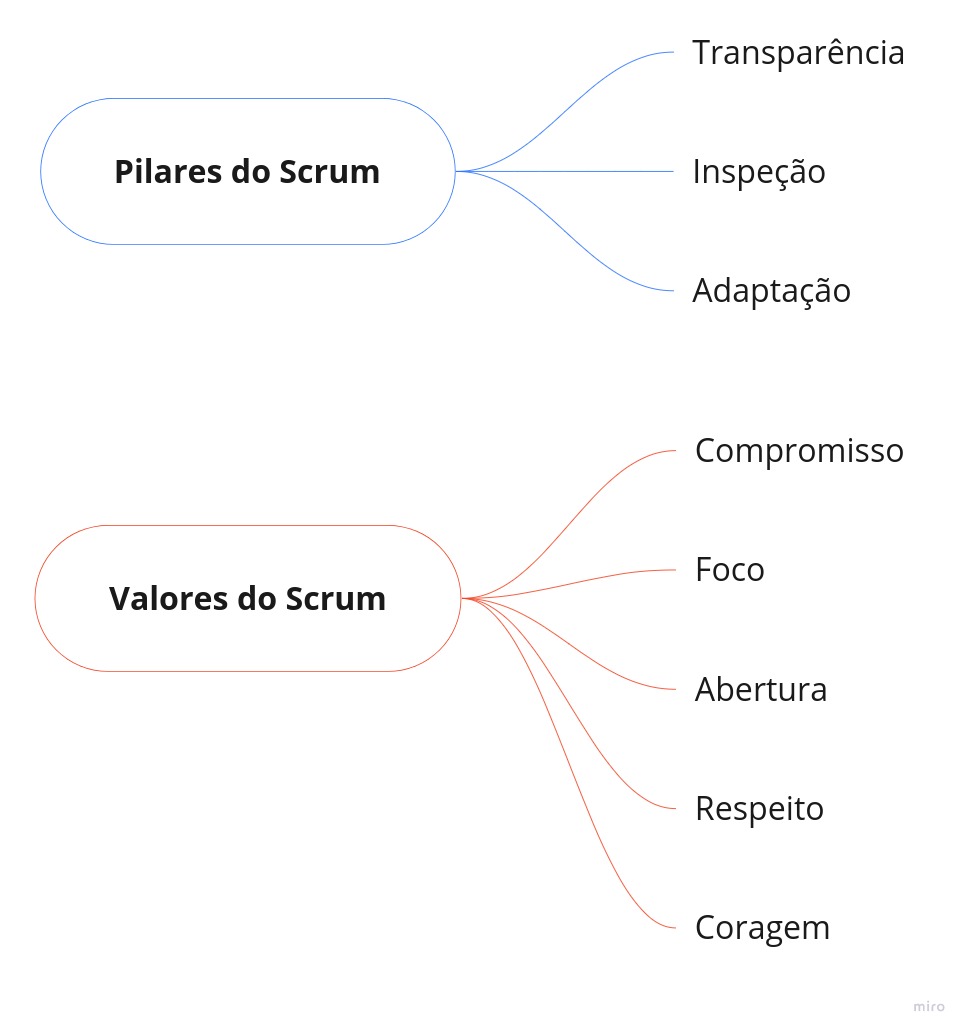 Pilares do Scrum
Transparência
Inspeção
Adaptação
Valores do Scrum
Compromisso
Foco
Abertura
Respeito
Coragem
miro